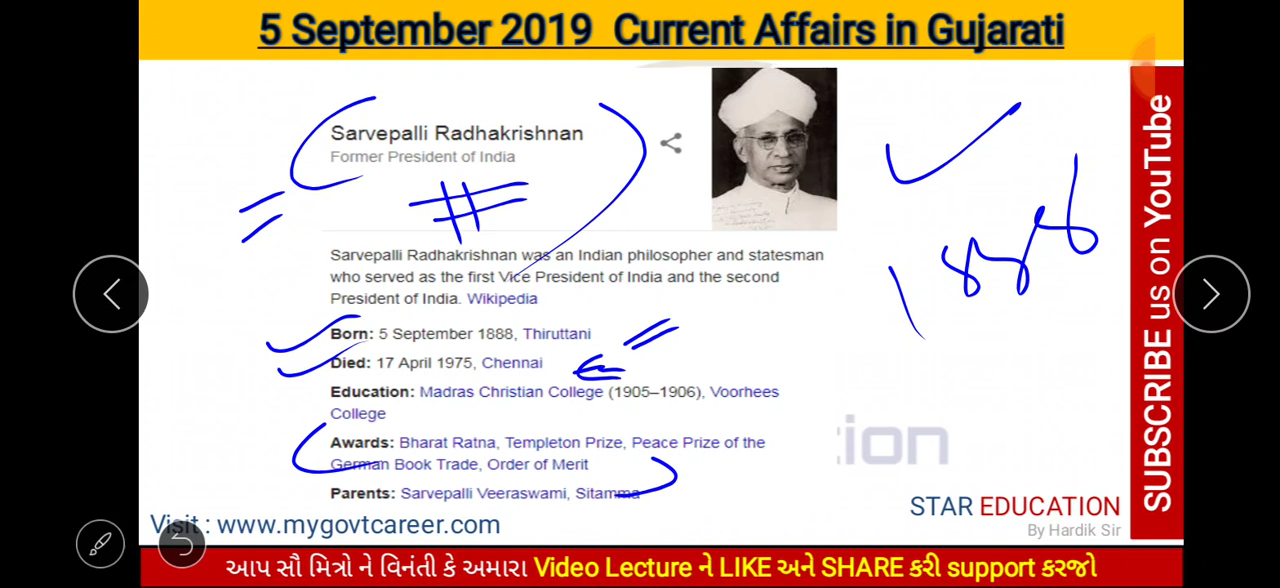 5 September 2019 Current Affairs in Gujarati
Sarvepalli Radhakrishnan
Former President of India
Sarvepalli Radhakrishnan was an Indian philosopher and statesman
who served as the first Vice President of India and the second
President of India. Wikipedia
Born: 5 September 1888, Thiruttani
Died: 17 April 1975, Chennai
Education: Madras Christian College (1905–1906), Voorhees
College
Awards: Bharat Ratna, Templeton Prize, Peace Prize of the
German Book Trade, Order of Merit
Parents: Sarvepalli Veeraswami, Sitamma
tion
STAR EDUCATION
By Hardik Sir
Visit : www.mygovtcareer.com
SUBSCRIBE us on YouTube
આપ સૌ મિત્રો ને વિનંતી કે અમારા Video Lecture ને LIKE અને SHARE કરી support કરજો